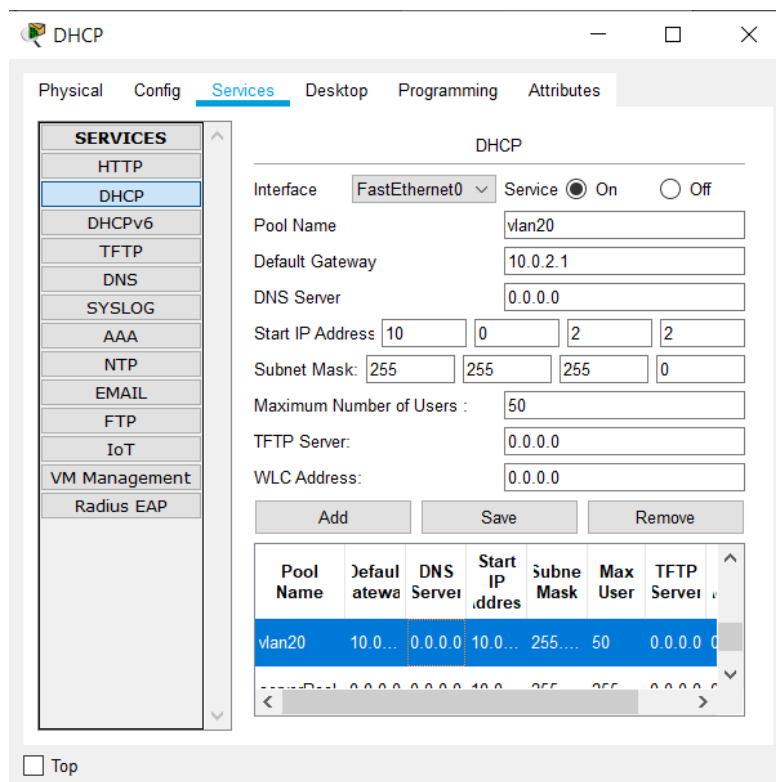 DHCP
Physical Config Services Desktop Programming Attributes
SERVICES
HTTP
DHCP
DHCPv6
TFTP
DNS
SYSLOG
AAA
NTP
EMAIL
FTP
IoT
VM Management
Radius EAP
DHCP
Interface FastEthernet0 Service On Off
Pool Name vlan20
Default Gateway 10.0.2.1
DNS Server 0.0.0.0
Start IP Address 10 0 2 2
Subnet Mask: 255 255 255 0
Maximum Number of Users : 50
TFTP Server: 0.0.0.0
WLC Address: 0.0.0.0
Add Save Remove
Pool Name DNS Start IP Max User TFTP Mask
vlan20 10.0... 0.0.0.0 10.0... 255.... 50 0.0.0.0
Top